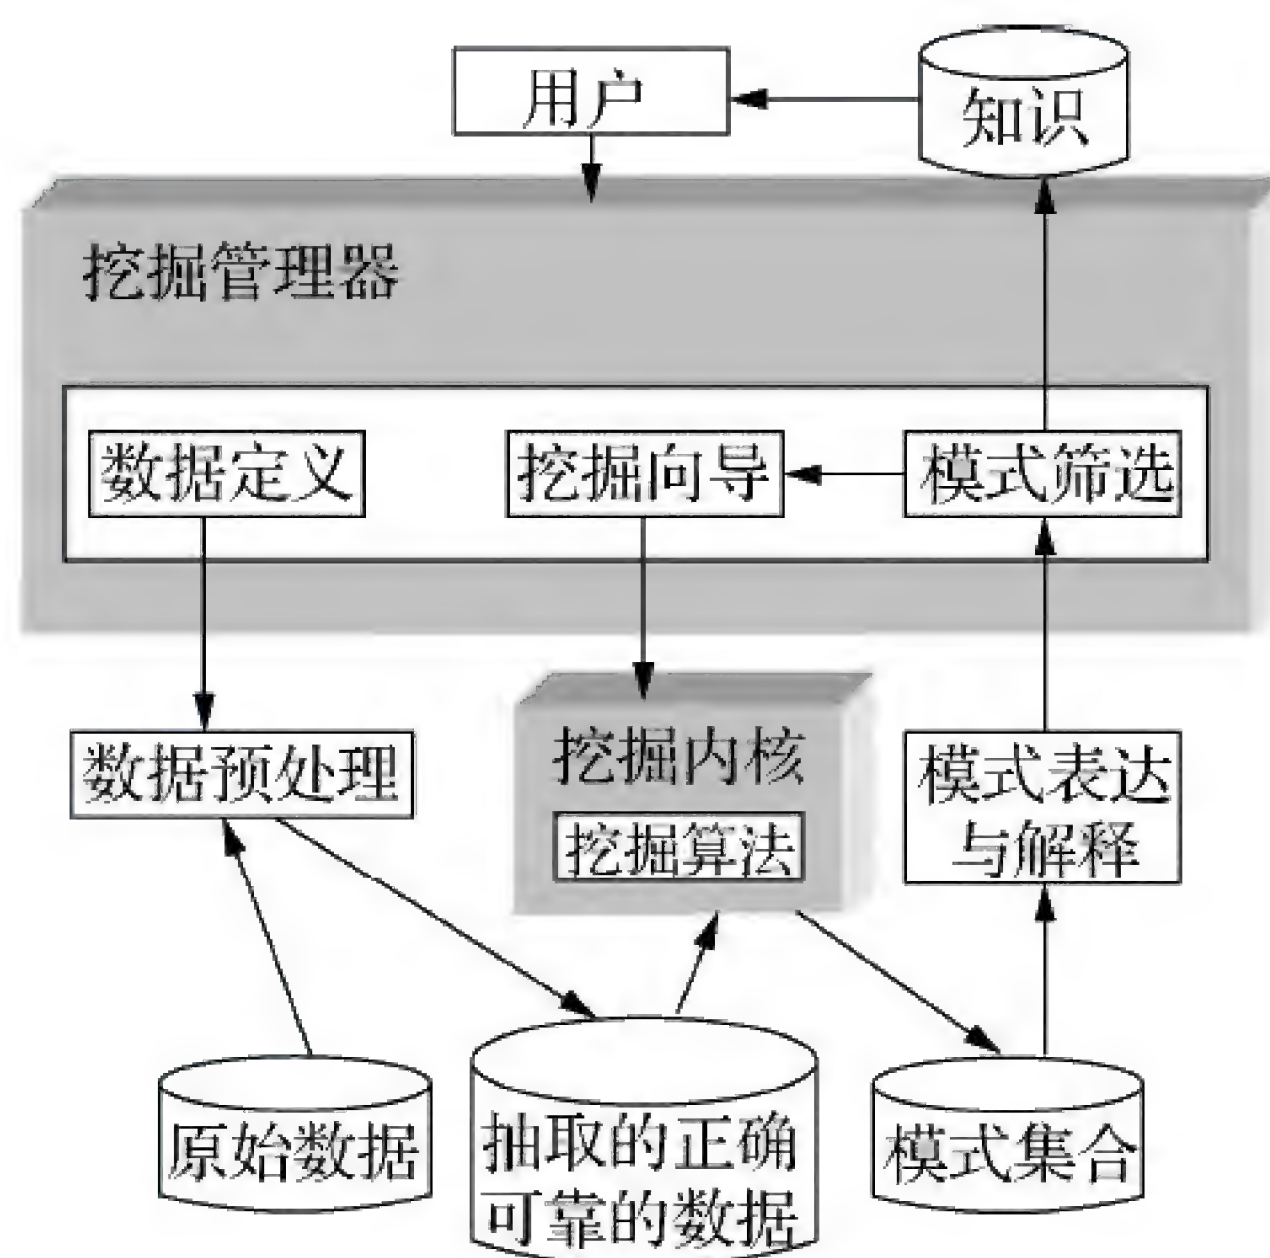 用户
知识
挖掘管理器
数据定义
挖掘向导
模式筛选
数据预处理
挖掘内核
挖掘算法
模式表达
与解释
原始数据
抽取的正确
可靠的数据
模式集合